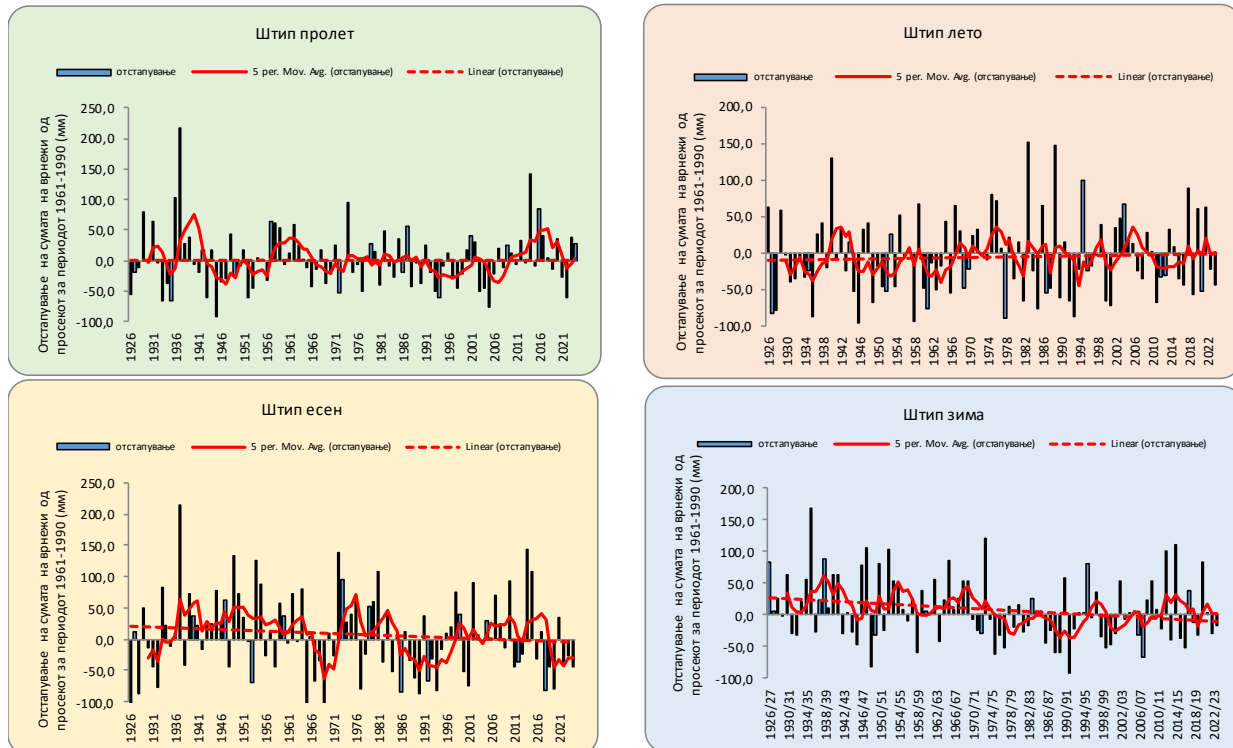 Штип пролет
отстапување 5 per. Mov. Avg. (отстапување) Linear (отстапување)
Отстапување на сумата на врнежи од
просекот за периодот 1961-1990 (мм)
250,0
200,0
150,0
100,0
50,0
0,0
-50,0
-100,0
1926 1931 1936 1941 1946 1951 1956 1961 1966 1971 1976 1981 1986 1991 1996 2001 2006 2011 2016 2021
Штип лето
отстапување 5 per. Mov. Avg. (отстапување) Linear (отстапување)
Отстапување на сумата на врнежи од
просекот за периодот 1961-1990 (мм)
200,0
150,0
100,0
50,0
0,0
-50,0
-100,0
1926 1930 1934 1938 1942 1946 1950 1954 1958 1962 1966 1970 1974 1978 1982 1986 1990 1994 1998 2002 2006 2010 2014 2018 2022
Штип есен
отстапување 5 per. Mov. Avg. (отстапување) Linear (отстапување)
Отстапување на сумата на врнежи од
просекот за периодот 1961-1990 (мм)
250,0
200,0
150,0
100,0
50,0
0,0
-50,0
-100,0
1926 1931 1936 1941 1946 1951 1956 1961 1966 1971 1976 1981 1986 1991 1996 2001 2006 2011 2016 2021
Штип зима
отстапување 5 per. Mov. Avg. (отстапување) Linear (отстапување)
Отстапување на сумата на врнежи од
просекот за периодот 1961-1990 (мм)
200,0
150,0
100,0
50,0
0,0
-50,0
-100,0
1926/27 1930/31 1934/35 1938/39 1942/43 1946/47 1950/51 1954/55 1958/59 1962/63 1966/67 1970/71 1974/75 1978/79 1982/83 1986/87 1990/91 1994/95 1998/99 2002/03 2006/07 2010/11 2014/15 2018/19 2022/23